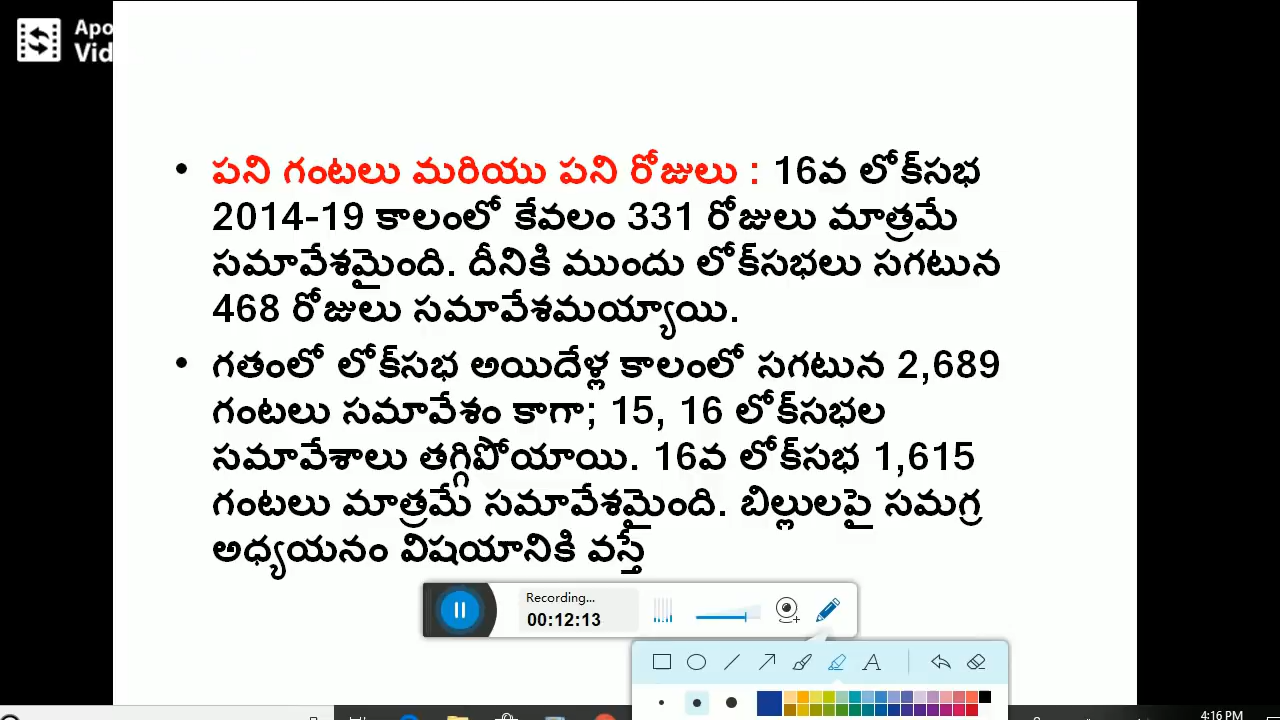 Apo
Vid
• పని గంటలు మరియు పని రోజులు : 16వ లోక్‌సభ
2014-19 కాలంలో కేవలం 331 రోజులు మాత్రమే
సమావేశమైంది. దీనికి ముందు లోక్‌సభలు సగటున
468 రోజులు సమావేశమయ్యాయి.
• గతంలో లోక్‌సభ అయిదేళ్ల కాలంలో సగటున 2,689
గంటలు సమావేశం కాగా; 15, 16 లోక్‌సభల
సమావేశాలు తగ్గిపోయాయి. 16వ లోక్‌సభ 1,615
గంటలు మాత్రమే సమావేశమైంది. బిల్లులపై సమగ్ర
అధ్యయనం విషయానికి వస్తే
Recording...
00:12:13
A
4:16 PM